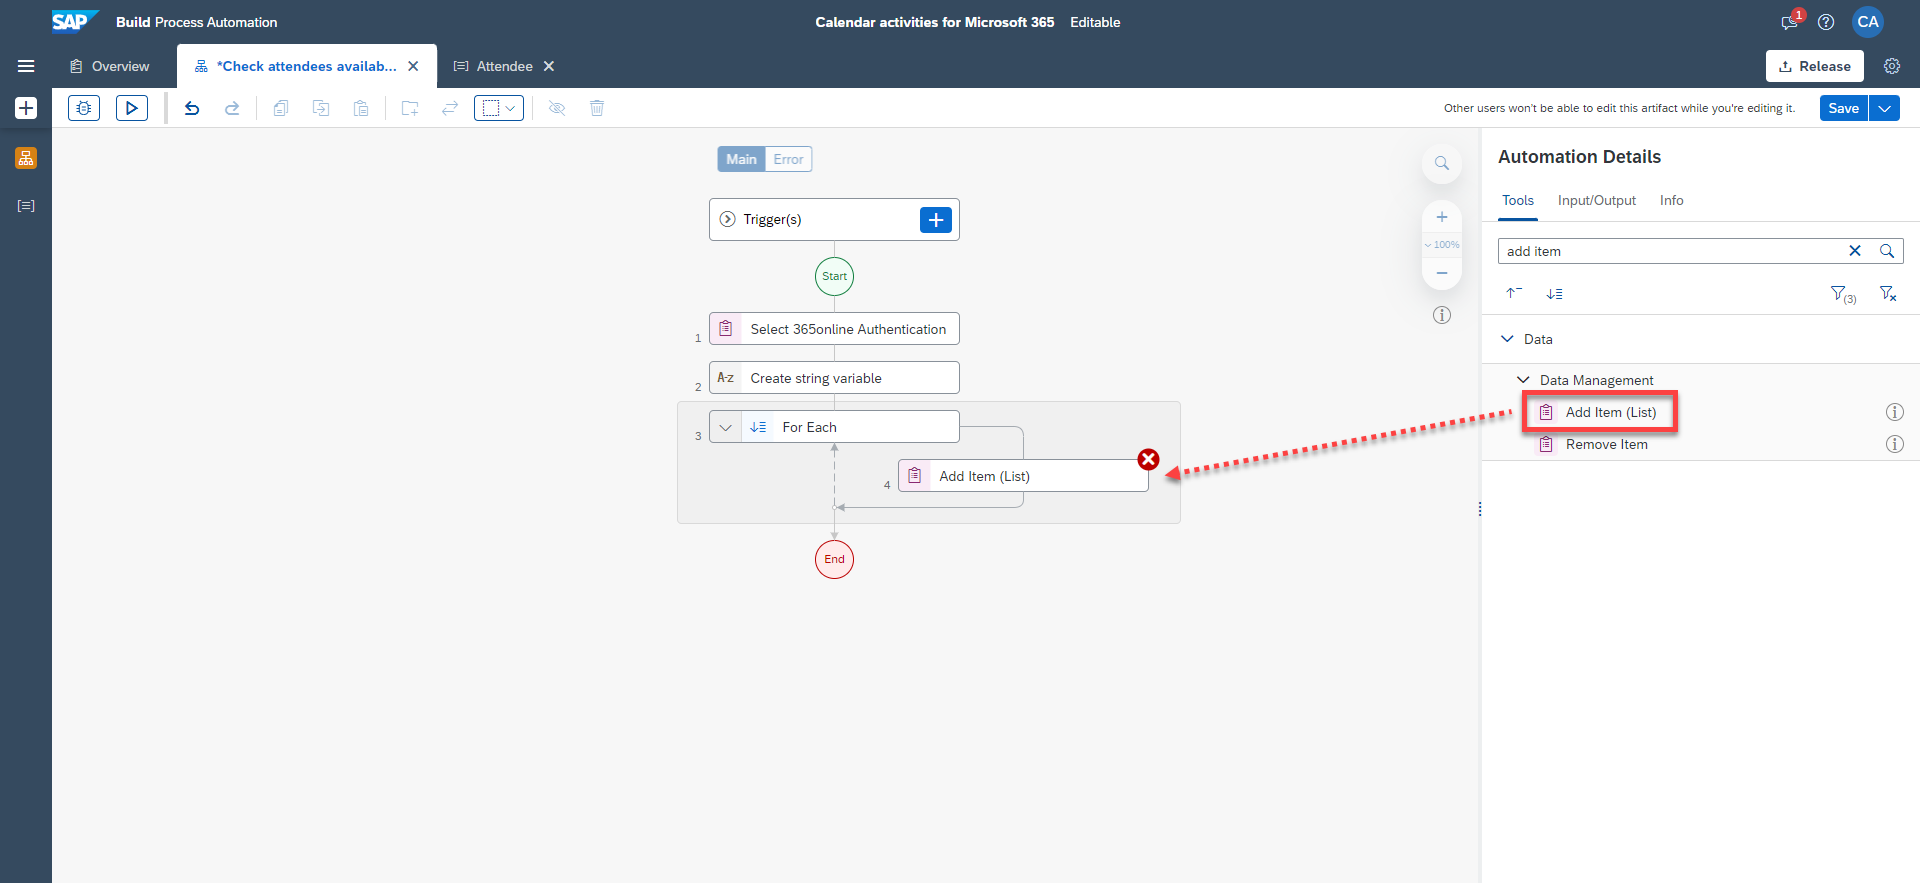 SAP Build Process Automation
Calendar activities for Microsoft 365 Editable
1
CA
Overview
*Check attendees availab...
Attendee
Release
Other users won't be able to edit this artifact while you're editing it.
Save
Main Error
Trigger(s)
Start
1 Select 365online Authentication
2 A-z Create string variable
3 For Each
4 Add Item (List)
End
100%
Automation Details
Tools Input/Output Info
add item
(3)
Data
Data Management
Add Item (List)
Remove Item